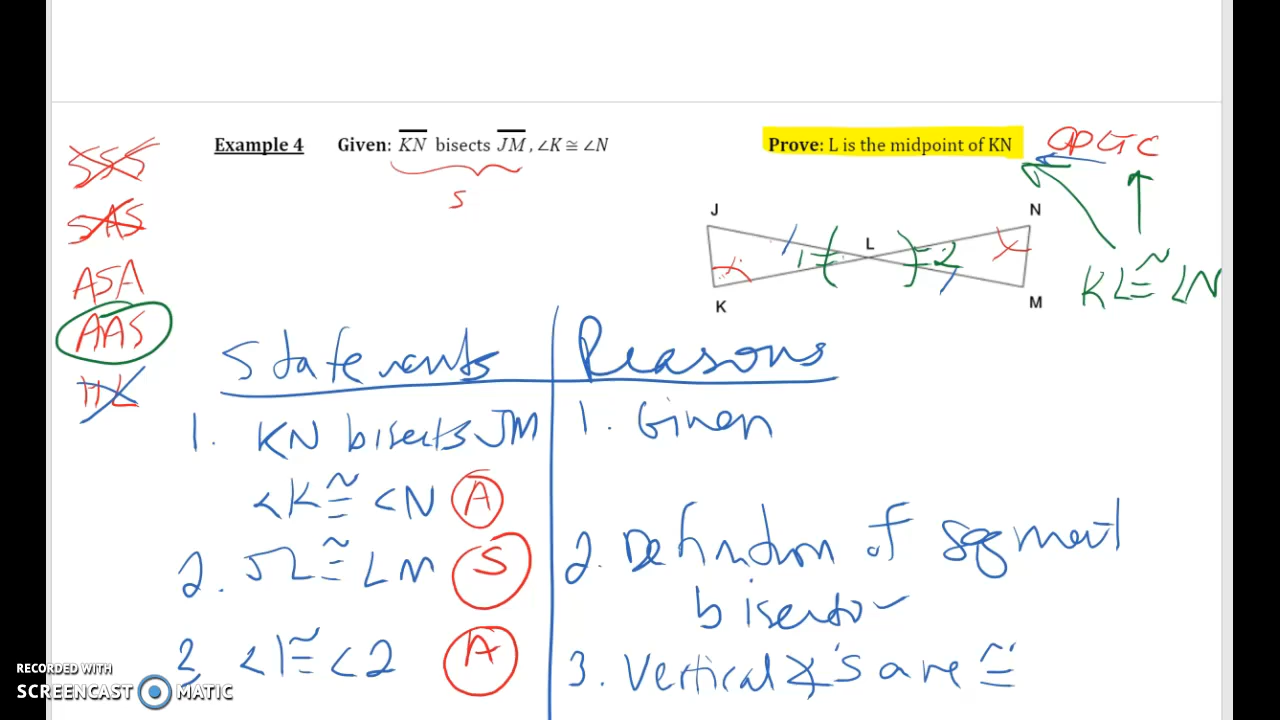 SSS
SAS
ASA
AAS
HL
Example 4 Given: KN bisects JM, ∠K ≅ ∠N
S
Prove: L is the midpoint of KN
CPCTC
J
N
L
K
M
1
2
KL ≅ LN
Statements Reasons
1. KN bisects JM 1. Given
∠K ≅ ∠N A
2. JL ≅ LM S 2. Definition of segment
bisector
3 ∠1 ≅ ∠2 A 3. Vertical ∡'s are ≅
RECORDED WITH
SCREENCAST MATIC